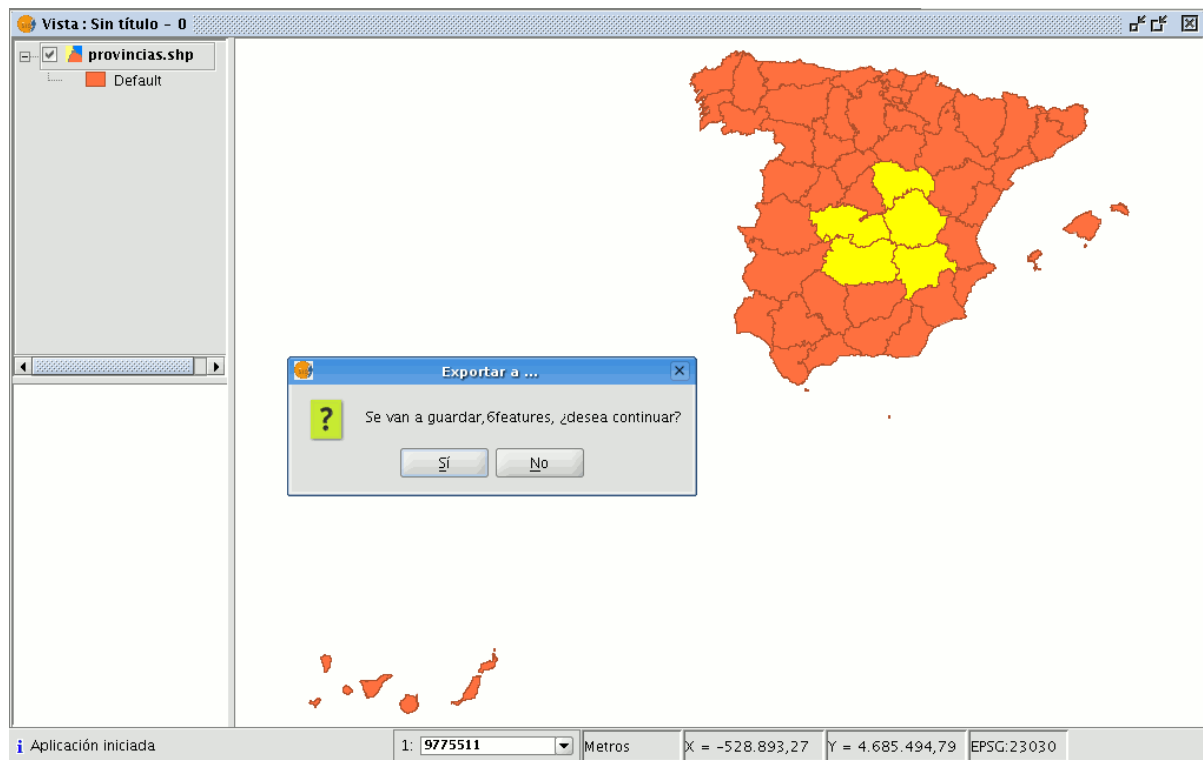 Vista : Sin título - 0
provincias.shp
Default
Exportar a ...
Se van a guardar,6features, ¿desea continuar?
Sí
No
Aplicación iniciada
1: 9775511
Metros
X = -528.893,27
Y = 4.685.494,79
EPSG:23030